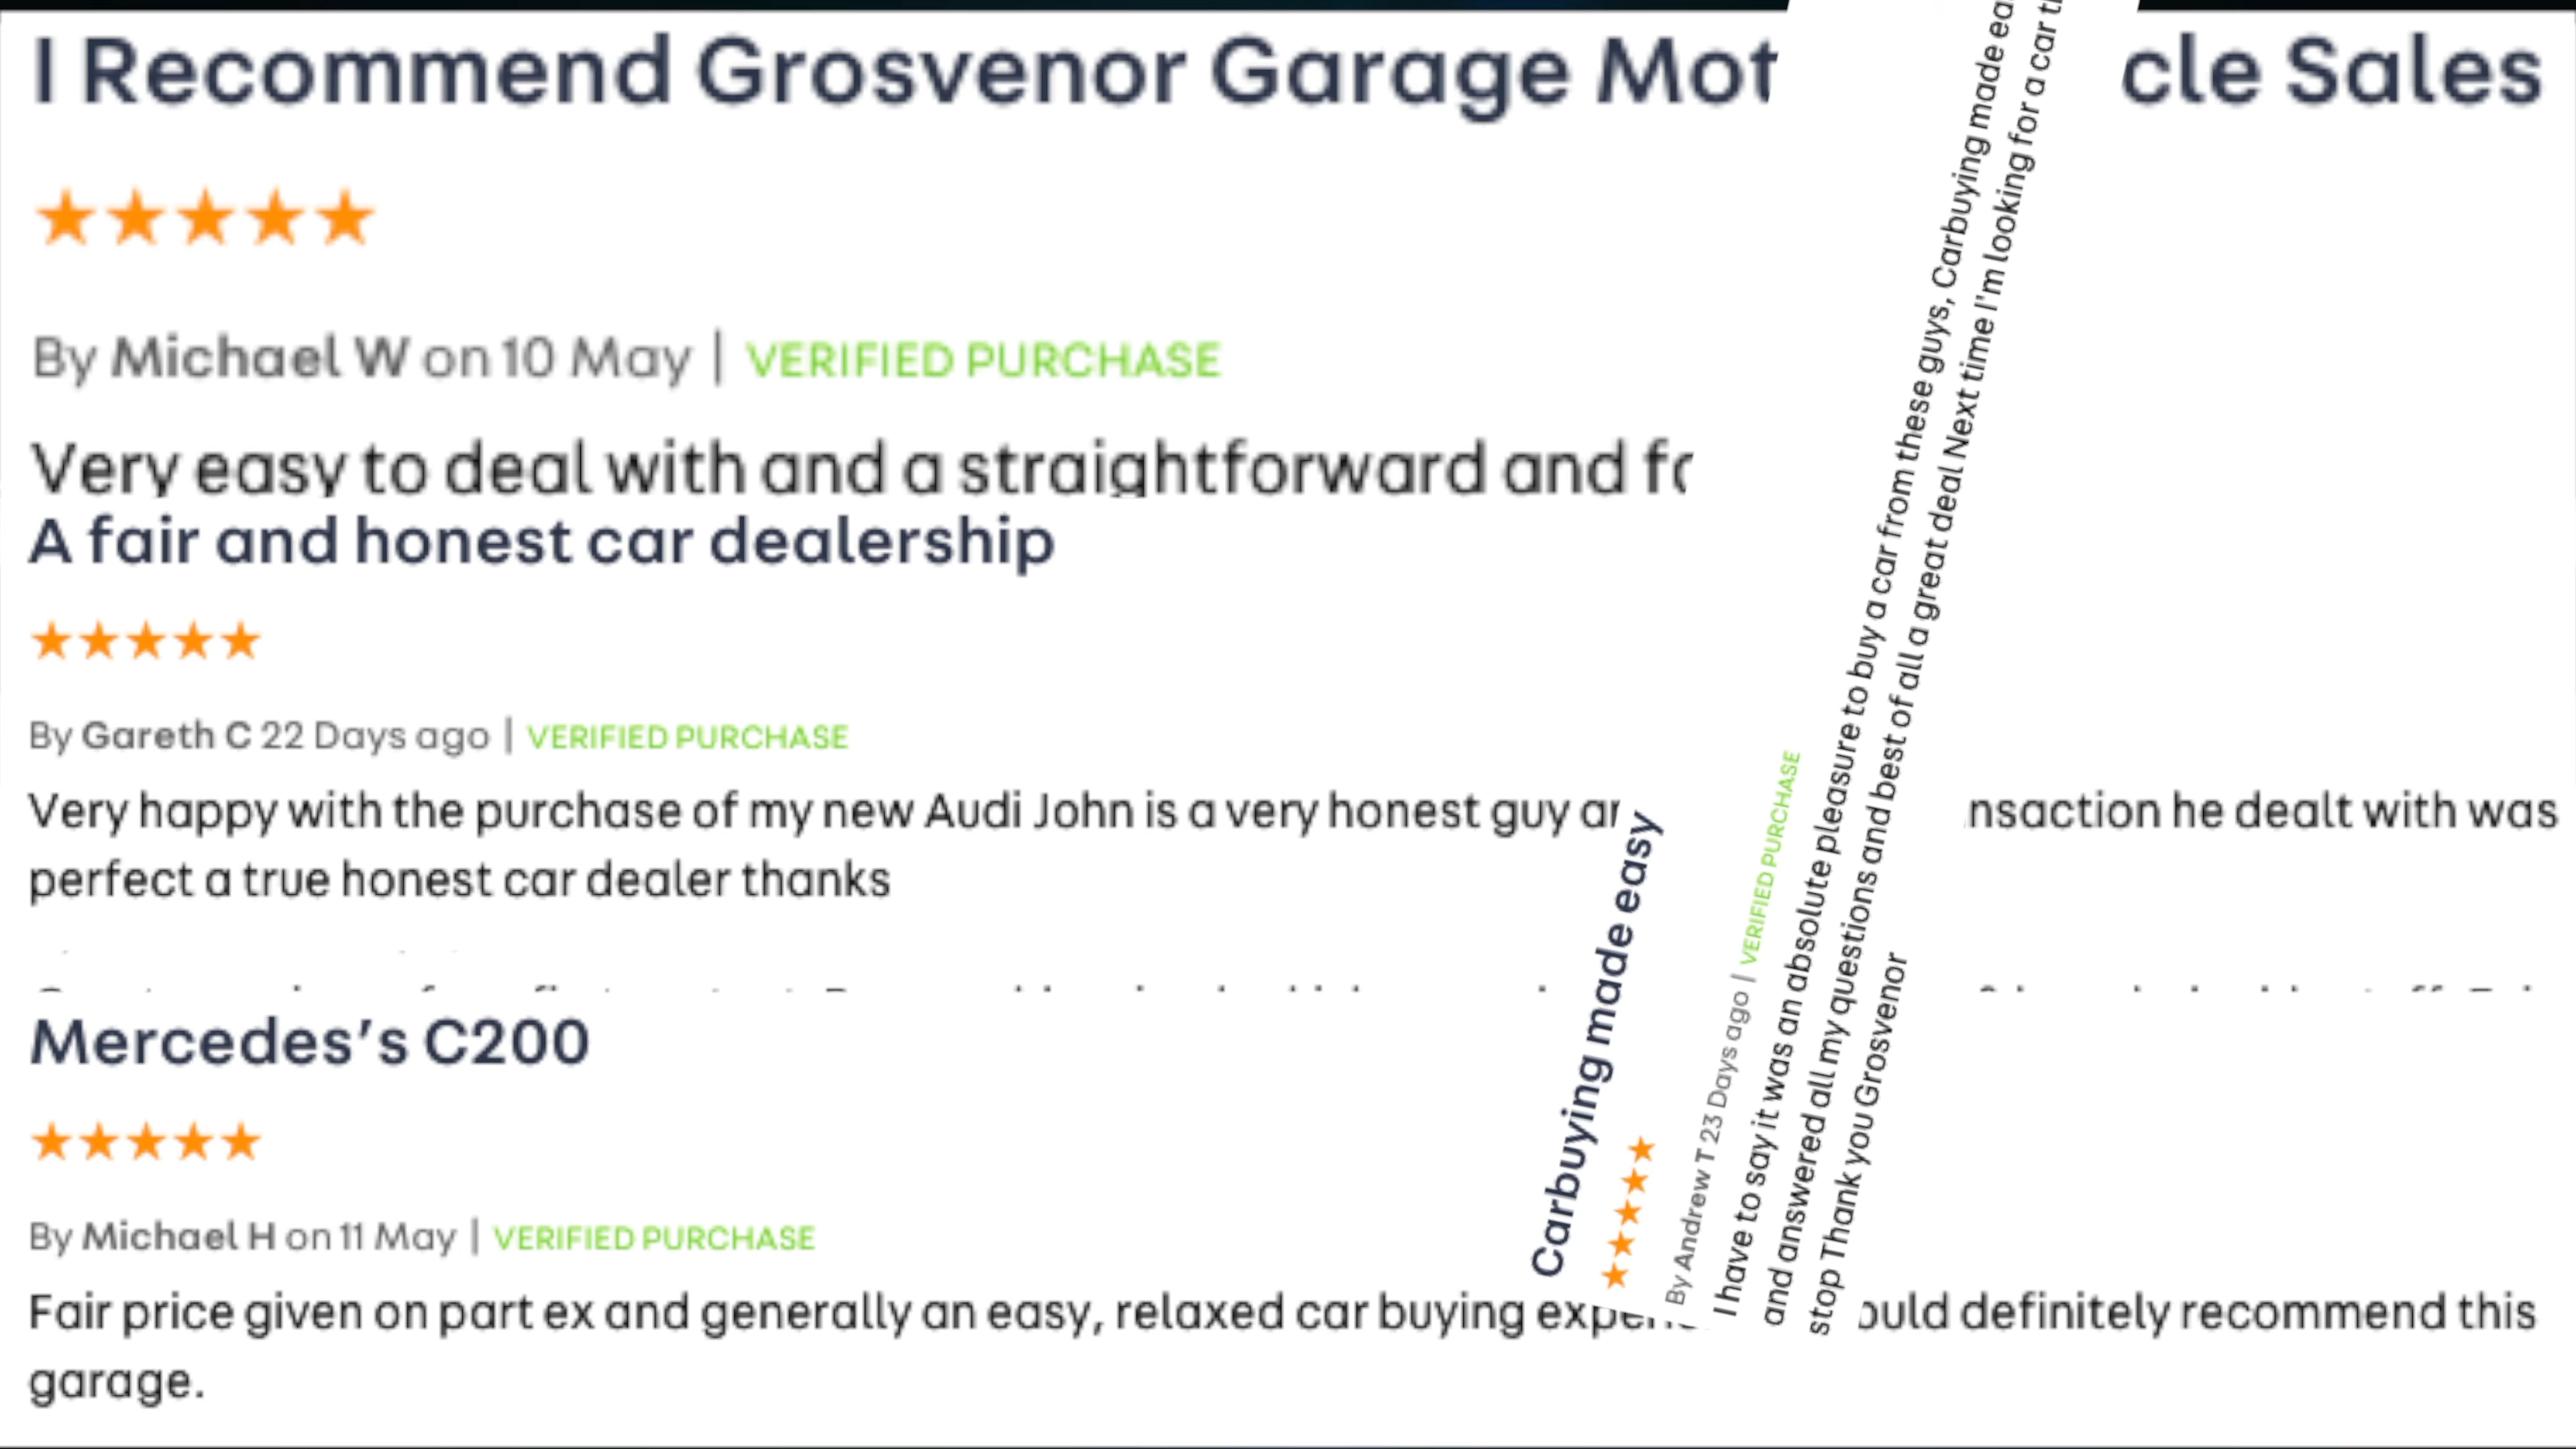 I Recommend Grosvenor Garage Mot cle Sales
By Michael W on 10 May | VERIFIED PURCHASE
Very easy to deal with and a straightforward and
A fair and honest car dealership
By Gareth C 22 Days ago | VERIFIED PURCHASE
Very happy with the purchase of my new Audi John is a very honest guy nsaction he dealt with was
perfect a true honest car dealer thanks
Mercedes’s C200
By Michael H on 11 May | VERIFIED PURCHASE
Fair price given on part ex and generally an easy, relaxed car buying ould definitely recommend this
garage.
Carbuying made easy
By Andrew T 23 Days ago | VERIFIED PURCHASE
I have to say it was an absolute pleasure to buy a car from these guys, Carbuying made ea
and answered all my questions and best of all a great deal Next time I'm looking for a car
stop Thank you Grosvenor